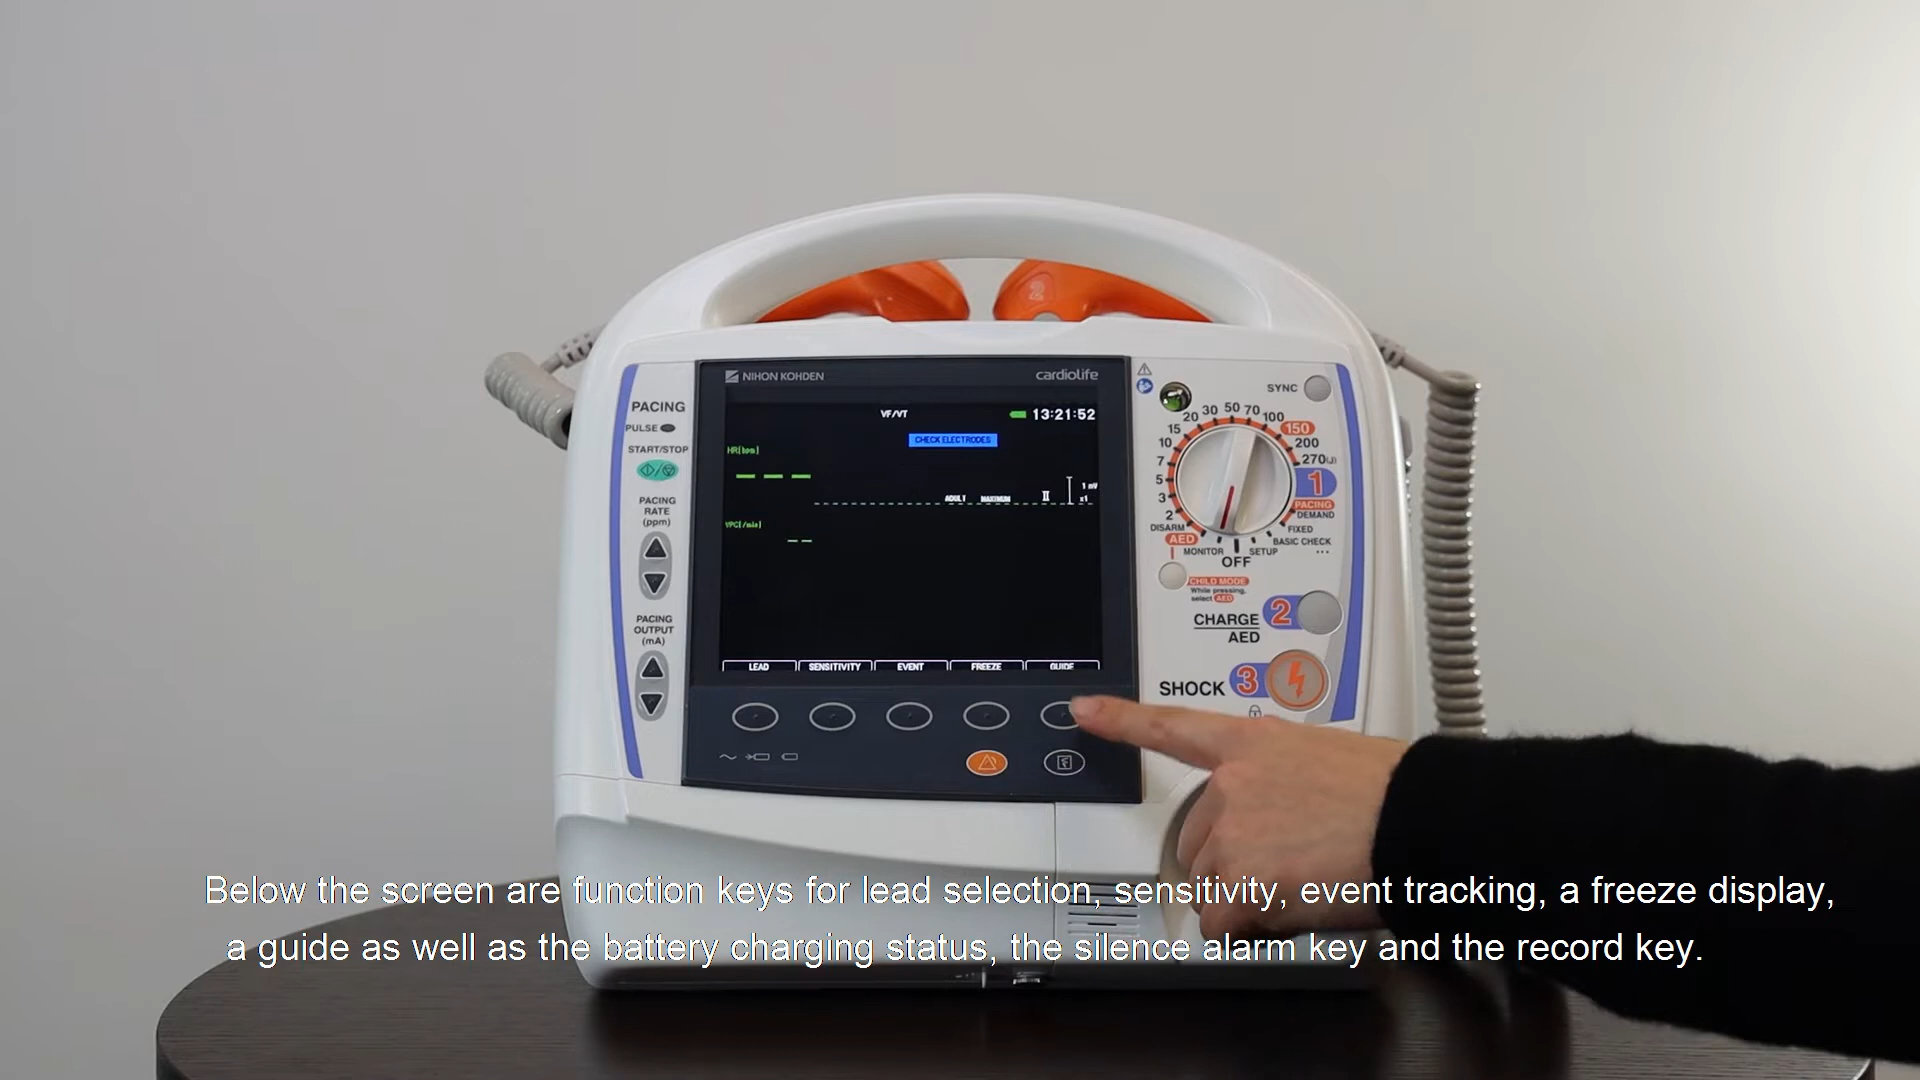 2
NIHON KOHDEN
cardiolife
VF/VT
13:21:52
CHECK ELECTRODES
HR[bpm]
ADULT MAXIMUM II 1 mV
x1
VPC[/min]
LEAD SENSITIVITY EVENT FREEZE GUIDE
PACING
PULSE
START/STOP
PACING
RATE
(ppm)
PACING
OUTPUT
(mA)
SYNC
2 3 5 7 10 15 20 30 50 70 100 150 200 270(J)
1
PACING
DEMAND
FIXED
BASIC CHECK
SETUP
OFF
MONITOR
AED
DISARM
CHILD MODE
While pressing,
select AED
CHARGE 2
AED
SHOCK 3
Below the screen are function keys for lead selection, sensitivity, event tracking, a freeze display,
a guide as well as the battery charging status, the silence alarm key and the record key.